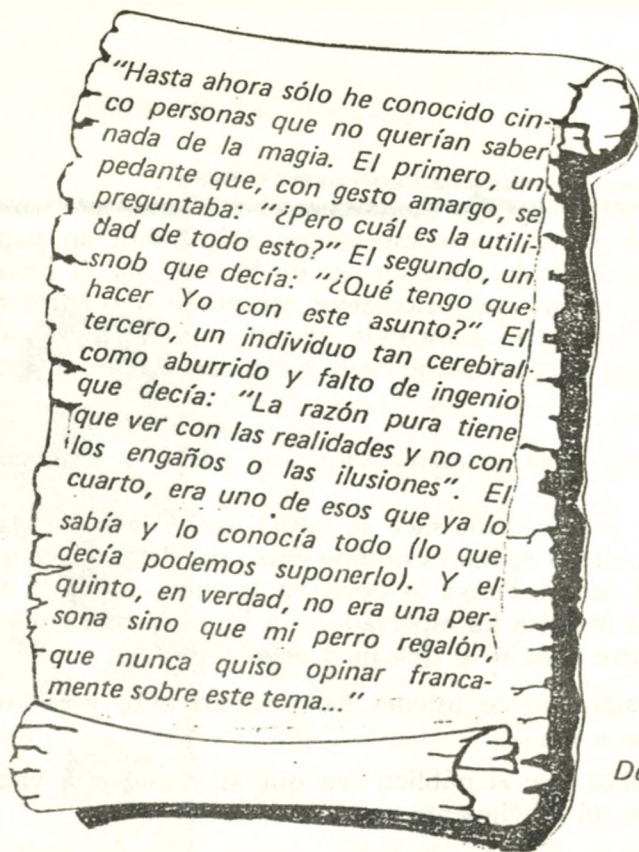 "Hasta ahora sólo he conocido cin-
co personas que no querían saber
nada de la magia. El primero, un
pedante que, con gesto amargo, se
preguntaba: "¿Pero cuál es la utili-
dad de todo esto?" El segundo, un
snob que decía: "¿Qué tengo que
hacer Yo con este asunto?" El
tercero, un individuo tan cerebral
como aburrido y falto de ingenio
que decía: "La razón pura tiene
que ver con las realidades y no con
los engaños o las ilusiones". El
cuarto, era uno de esos que ya lo
sabía y lo conocía todo (lo que
decía podemos suponerlo). Y el
quinto, en verdad, no era una per-
sona sino que mi perro regalón,
que nunca quiso opinar franca-
mente sobre este tema..."